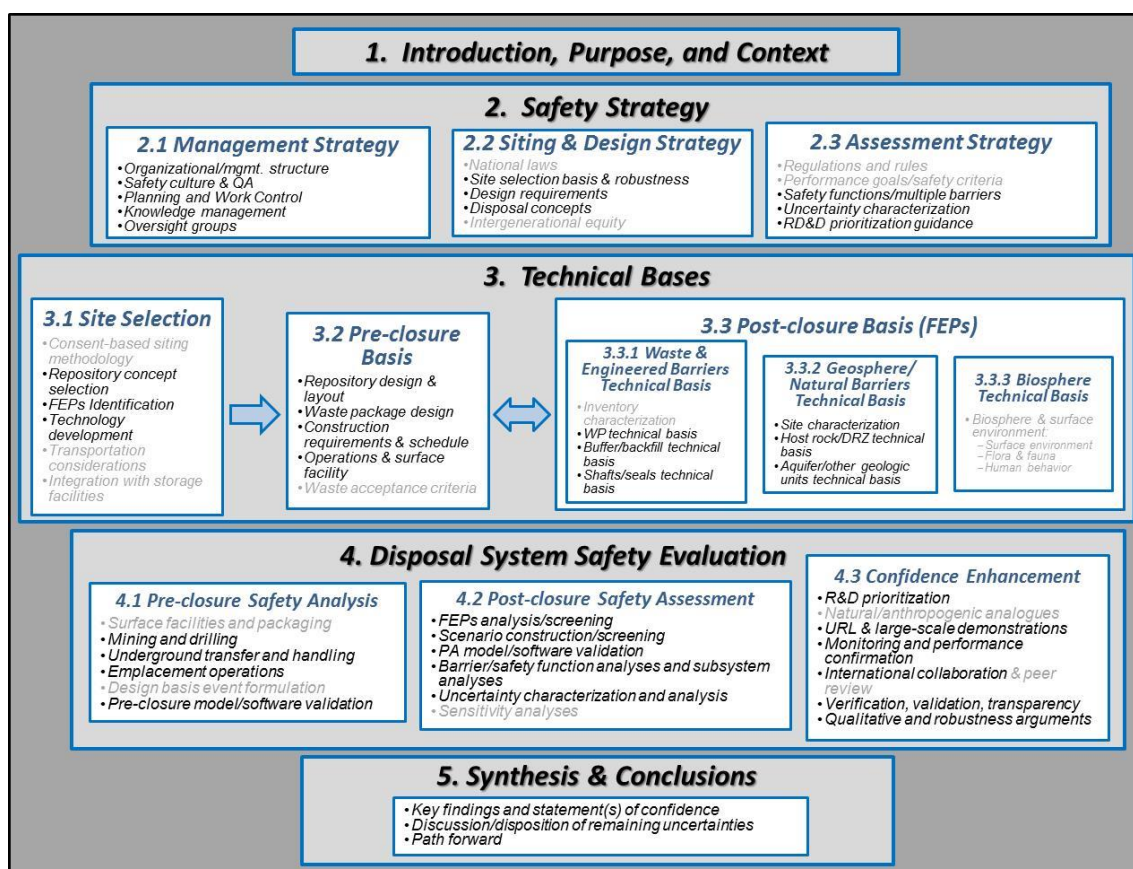 1. Introduction, Purpose, and Context
2. Safety Strategy
2.1 Management Strategy
•Organizational/mgmt. structure
•Safety culture & QA
•Planning and Work Control
•Knowledge management
•Oversight groups
2.2 Siting & Design Strategy
•National laws
•Site selection basis & robustness
•Design requirements
•Disposal concepts
•Intergenerational equity
2.3 Assessment Strategy
•Regulations and rules
•Performance goals/safety criteria
•Safety functions/multiple barriers
•Uncertainty characterization
•RD&D prioritization guidance
3. Technical Bases
3.1 Site Selection
•Consent-based siting
methodology
•Repository concept
selection
•FEPs Identification
•Technology
development
•Transportation
considerations
•Integration with storage
facilities
3.2 Pre-closure
Basis
•Repository design &
layout
•Waste package design
•Construction
requirements & schedule
•Operations & surface
facility
•Waste acceptance criteria
3.3 Post-closure Basis (FEPs)
3.3.1 Waste &
Engineered Barriers
Technical Basis
•Inventory
characterization
•WP technical basis
•Buffer/backfill technical
basis
•Shafts/seals technical
basis
3.3.2 Geosphere/
Natural Barriers
Technical Basis
•Site characterization
•Host rock/DRZ technical
basis
•Aquifer/other geologic
units technical basis
3.3.3 Biosphere
Technical Basis
•Biosphere & surface
environment:
–Surface environment
–Flora & fauna
–Human behavior
4. Disposal System Safety Evaluation
4.1 Pre-closure Safety Analysis
•Surface facilities and packaging
•Mining and drilling
•Underground transfer and handling
•Emplacement operations
•Design basis event formulation
•Pre-closure model/software validation
4.2 Post-closure Safety Assessment
•FEPs analysis/screening
•Scenario construction/screening
•PA model/software validation
•Barrier/safety function analyses and subsystem
analyses
•Uncertainty characterization and analysis
•Sensitivity analyses
4.3 Confidence Enhancement
•R&D prioritization
•Natural/anthropogenic analogues
•URL & large-scale demonstrations
•Monitoring and performance
confirmation
•International collaboration & peer
review
•Verification, validation, transparency
•Qualitative and robustness arguments
5. Synthesis & Conclusions
•Key findings and statement(s) of confidence
•Discussion/disposition of remaining uncertainties
•Path forward